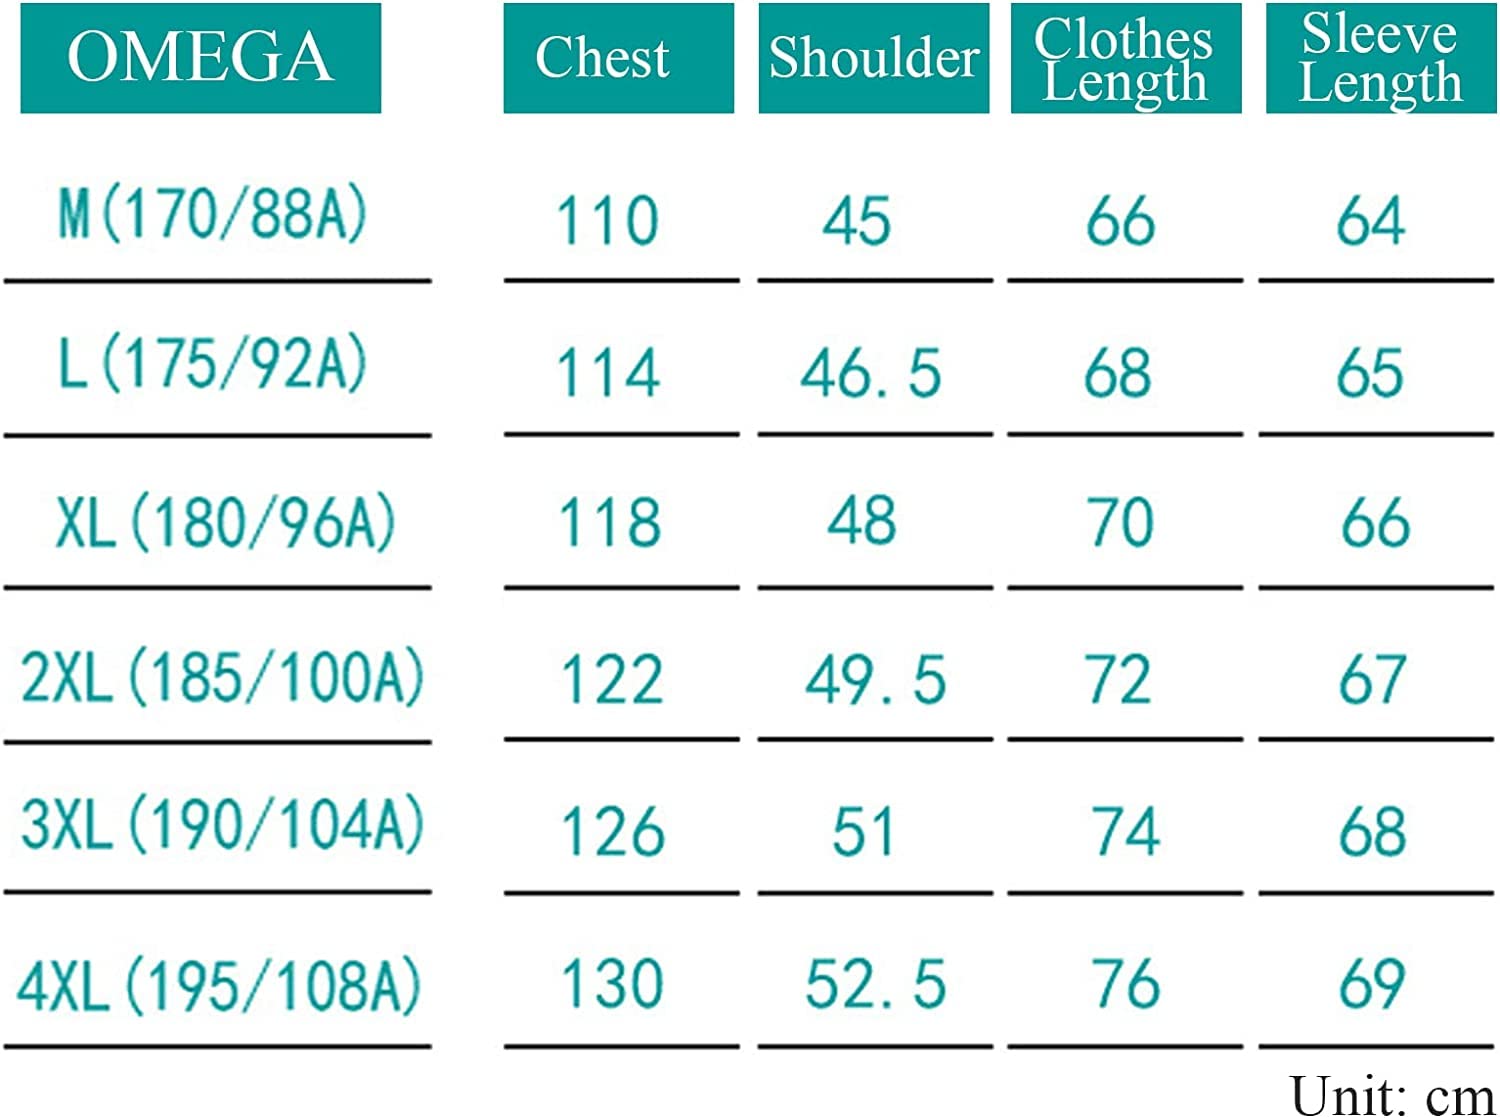 OMEGA Chest Shoulder Clothes Length Sleeve Length
M(170/88A) 110 45 66 64
L(175/92A) 114 46.5 68 65
XL(180/96A) 118 48 70 66
2XL(185/100A) 122 49.5 72 67
3XL(190/104A) 126 51 74 68
4XL(195/108A) 130 52.5 76 69
Unit: cm